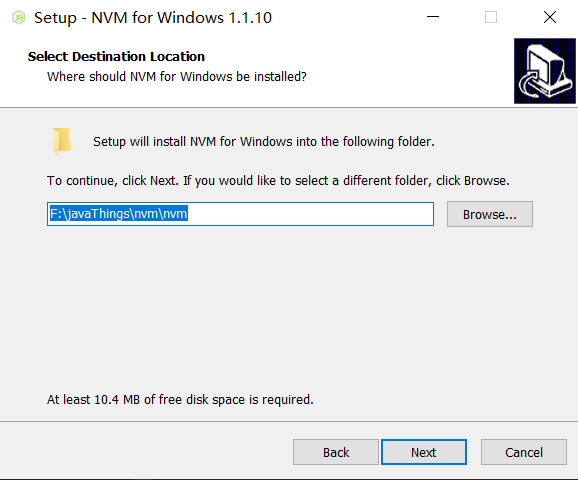 Setup - NVM for Windows 1.1.10
Select Destination Location
Where should NVM for Windows be installed?
Setup will install NVM for Windows into the following folder.
To continue, click Next. If you would like to select a different folder, click Browse.
F:\javaThings\nvm\nvm
Browse...
At least 10.4 MB of free disk space is required.
Back
Next
Cancel